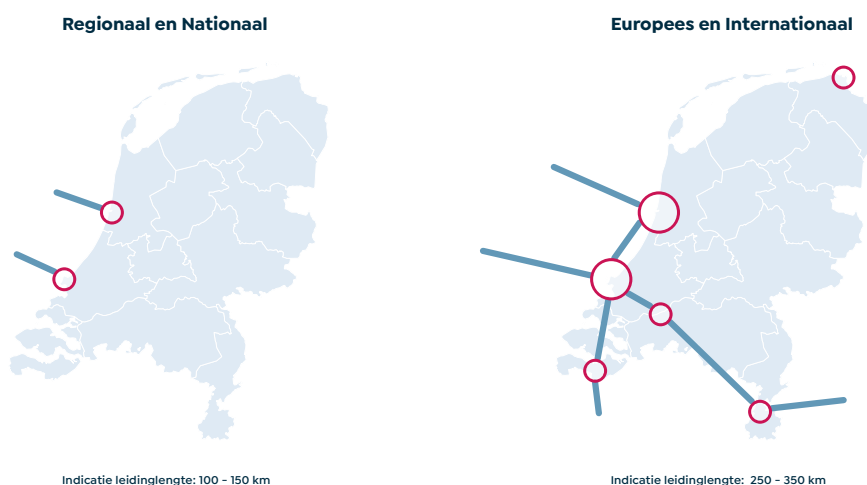 Regionaal en Nationaal
Europees en Internationaal
Indicatie leidinglengte: 100 - 150 km
Indicatie leidinglengte: 250 - 350 km